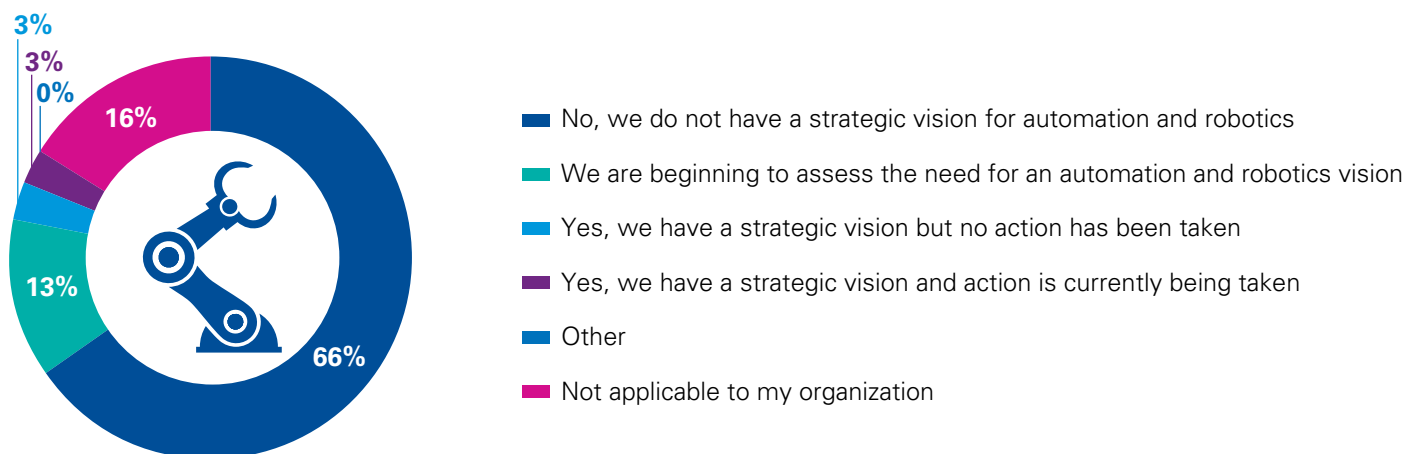 3%
3%
0%
16%
13%
66%
No, we do not have a strategic vision for automation and robotics
We are beginning to assess the need for an automation and robotics vision
Yes, we have a strategic vision but no action has been taken
Yes, we have a strategic vision and action is currently being taken
Other
Not applicable to my organization